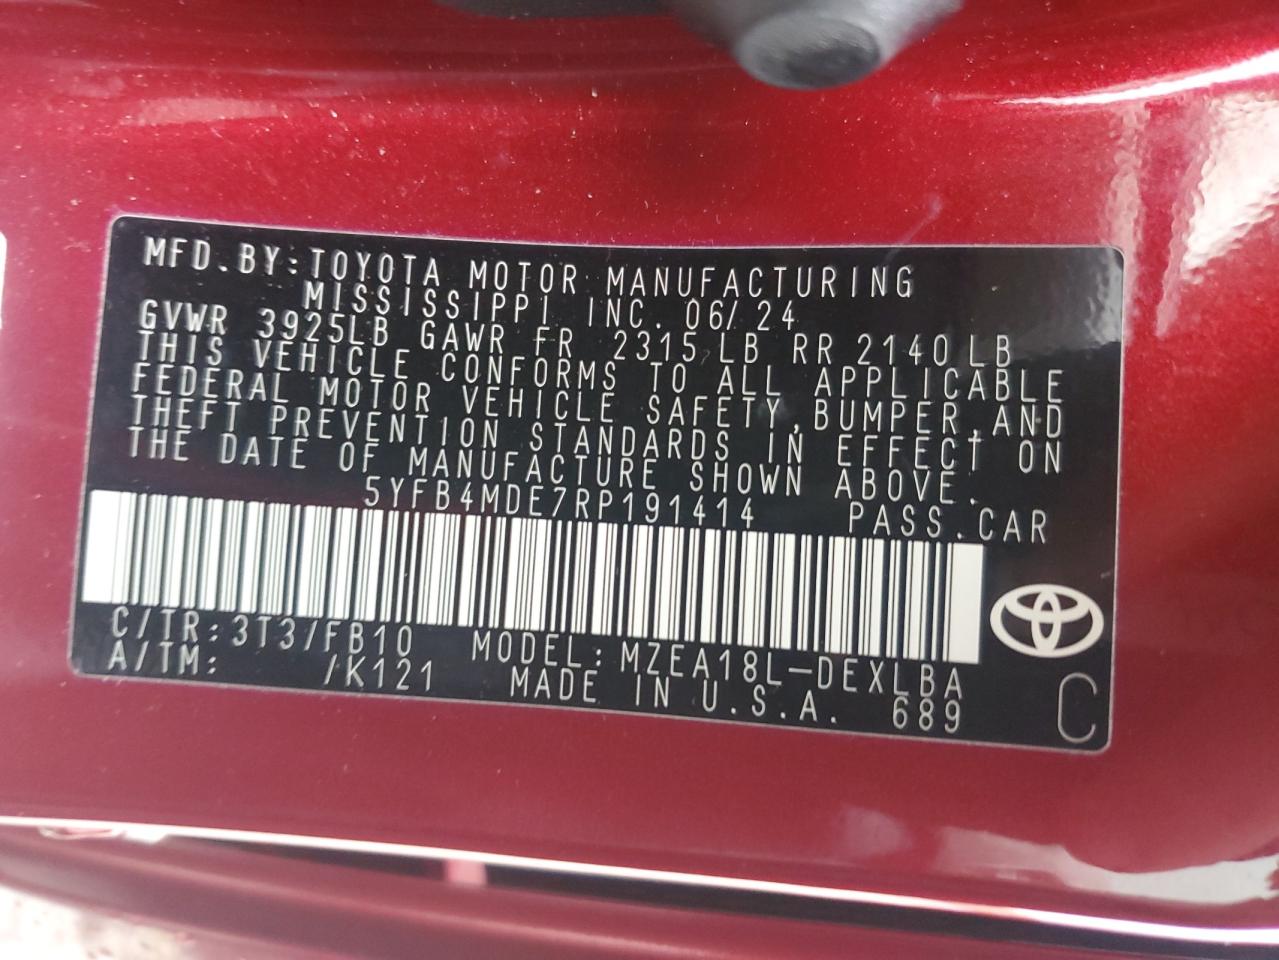 MFD.BY:TOYOTA MOTOR MANUFACTURING
MISSISSIPPI INC. 06/24
GVWR 3925LB GAWR FR 2315LB RR 2140LB
THIS VEHICLE CONFORMS TO ALL APPLICABLE
FEDERAL MOTOR VEHICLE SAFETY,BUMPER,AND
THEFT PREVENTION STANDARDS IN EFFECT ON
THE DATE OF MANUFACTURE SHOWN ABOVE.
5YFB4MDE7RP191414 PASS.CAR
C/TR:3T3/FB10 MODEL:MZEA18L-DEXLBA
A/TM: /K121 MADE IN U.S.A. 689
C